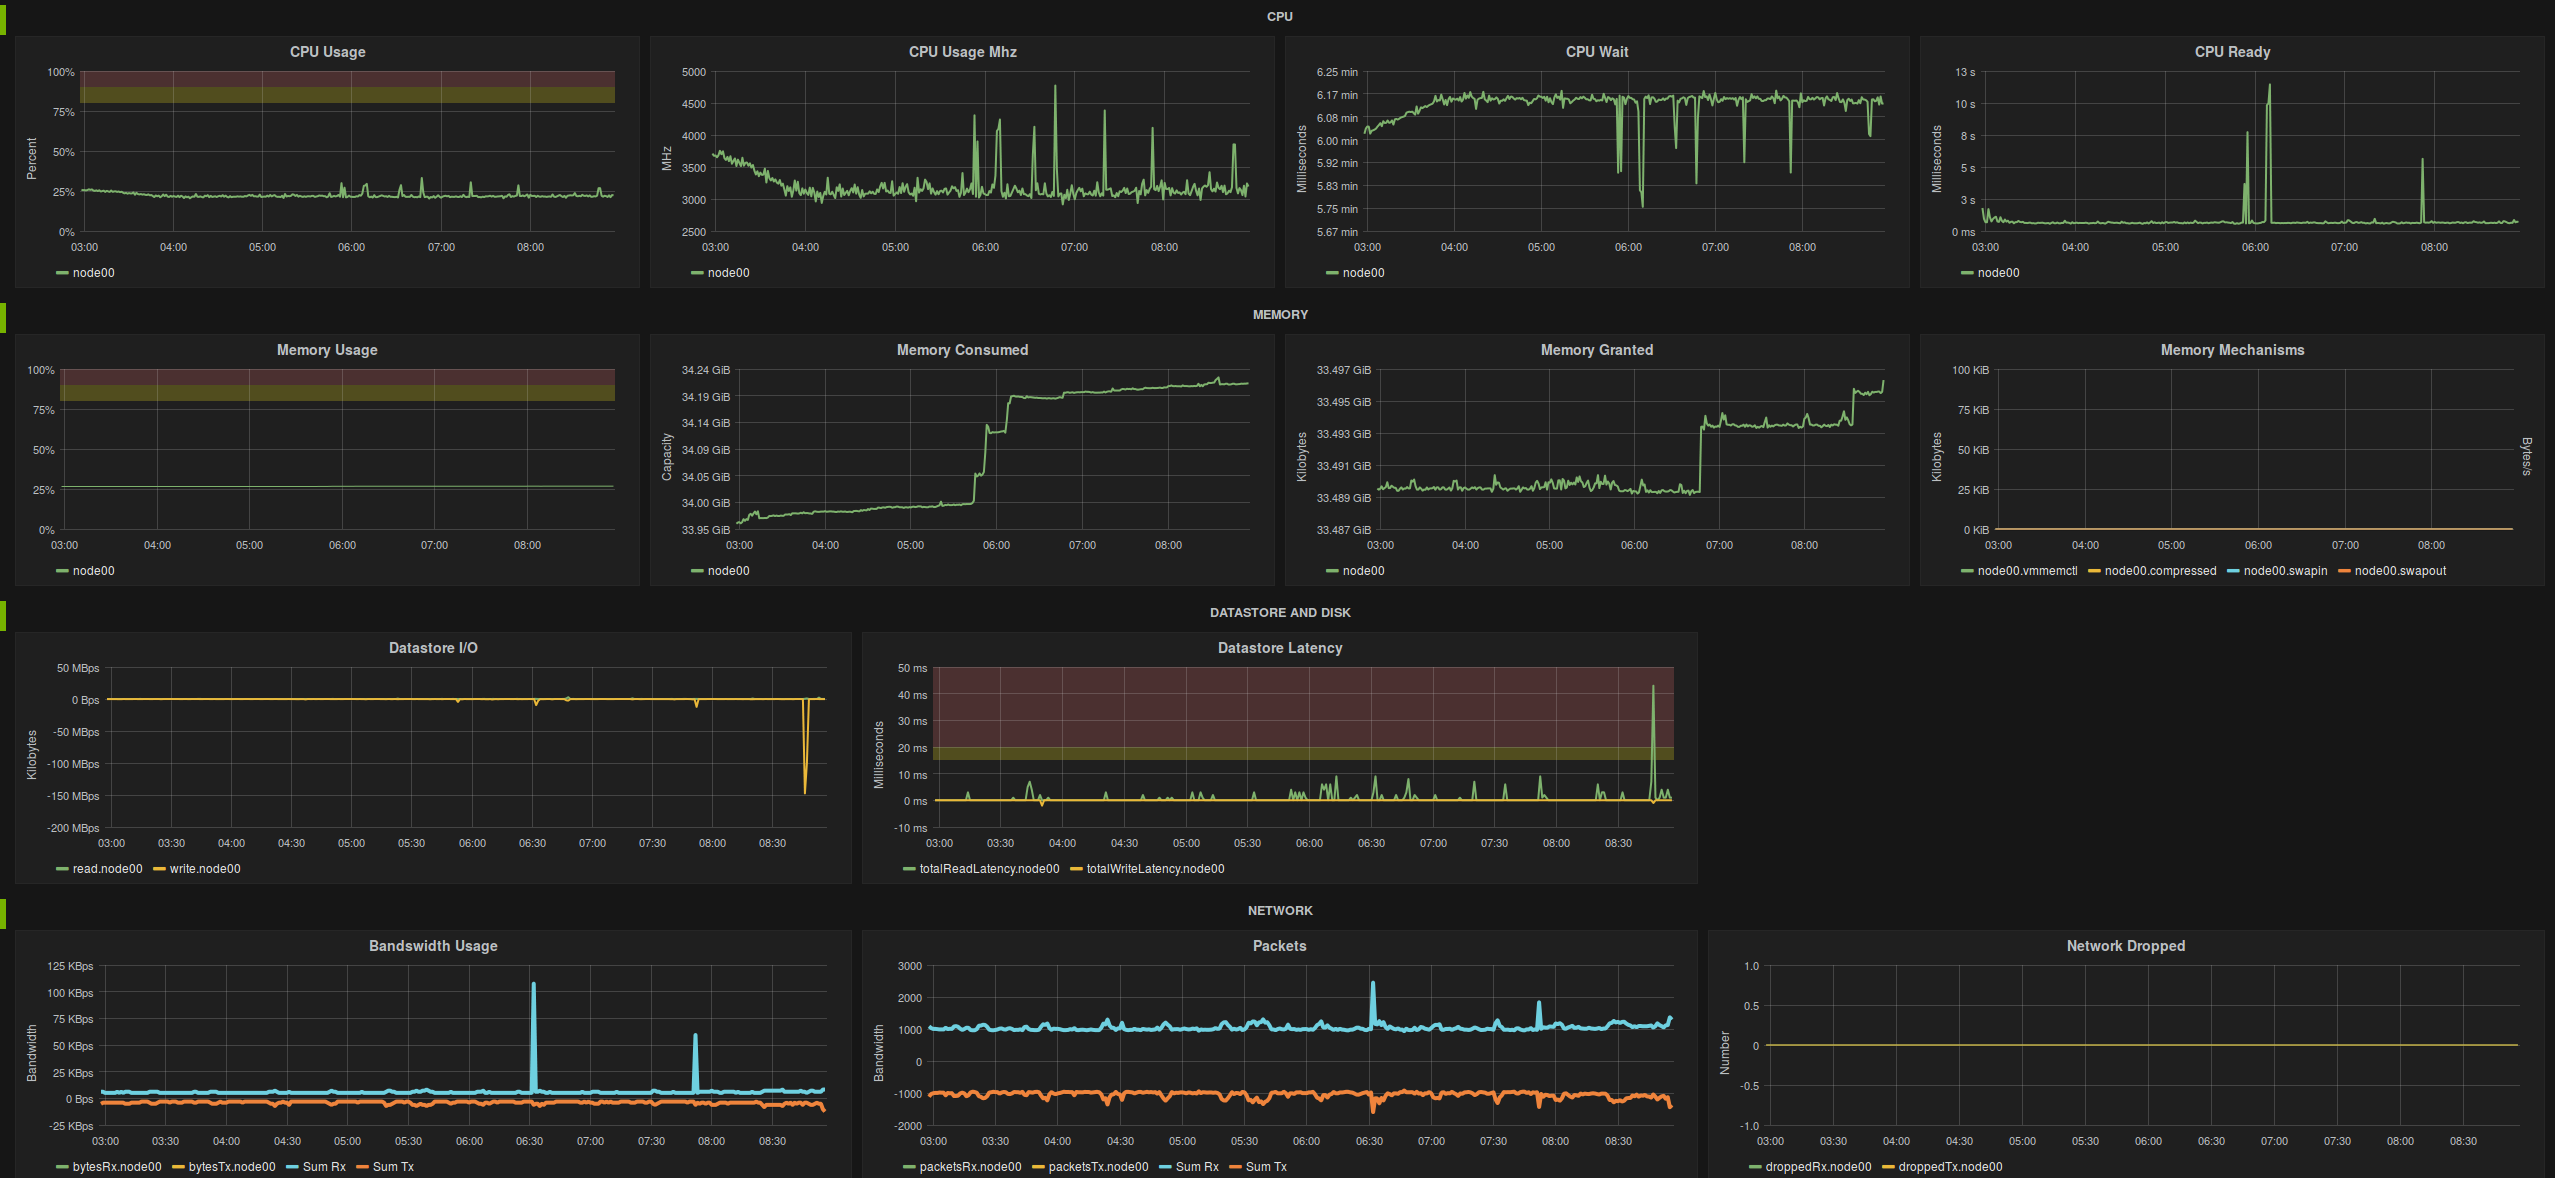 CPU
CPU Usage
100%
75%
50%
25%
0%
Percent
03:00 04:00 05:00 06:00 07:00 08:00
node00
CPU Usage Mhz
5000
4500
4000
3500
3000
2500
MHz
03:00 04:00 05:00 06:00 07:00 08:00
node00
CPU Wait
6.25 min
6.17 min
6.08 min
6.00 min
5.92 min
5.83 min
5.75 min
5.67 min
Milliseconds
03:00 04:00 05:00 06:00 07:00 08:00
node00
CPU Ready
13 s
10 s
8 s
5 s
3 s
0 ms
Milliseconds
03:00 04:00 05:00 06:00 07:00 08:00
node00
MEMORY
Memory Usage
100%
75%
50%
25%
0%
03:00 04:00 05:00 06:00 07:00 08:00
node00
Memory Consumed
34.24 GiB
34.19 GiB
34.14 GiB
34.09 GiB
34.05 GiB
34.00 GiB
33.95 GiB
Capacity
03:00 04:00 05:00 06:00 07:00 08:00
node00
Memory Granted
33.497 GiB
33.495 GiB
33.493 GiB
33.491 GiB
33.489 GiB
33.487 GiB
Kilobytes
03:00 04:00 05:00 06:00 07:00 08:00
node00
Memory Mechanisms
100 KiB
75 KiB
50 KiB
25 KiB
0 KiB
Kilobytes
Bytes/s
03:00 04:00 05:00 06:00 07:00 08:00
node00.vmmemctl node00.compressed node00.swapin node00.swapout
DATASTORE AND DISK
Datastore I/O
50 MBps
0 Bps
-50 MBps
-100 MBps
-150 MBps
-200 MBps
Kilobytes
03:00 03:30 04:00 04:30 05:00 05:30 06:00 06:30 07:00 07:30 08:00 08:30
read.node00 write.node00
Datastore Latency
50 ms
40 ms
30 ms
20 ms
10 ms
0 ms
-10 ms
Milliseconds
03:00 03:30 04:00 04:30 05:00 05:30 06:00 06:30 07:00 07:30 08:00 08:30
totalReadLatency.node00 totalWriteLatency.node00
NETWORK
Bandswidth Usage
125 KBps
100 KBps
75 KBps
50 KBps
25 KBps
0 Bps
-25 KBps
Bandwidth
03:00 03:30 04:00 04:30 05:00 05:30 06:00 06:30 07:00 07:30 08:00 08:30
bytesRx.node00 bytesTx.node00 Sum Rx Sum Tx
Packets
3000
2000
1000
0
-1000
-2000
Bandwidth
03:00 03:30 04:00 04:30 05:00 05:30 06:00 06:30 07:00 07:30 08:00 08:30
packetsRx.node00 packetsTx.node00 Sum Rx Sum Tx
Network Dropped
1.0
0.5
0
-0.5
-1.0
Number
03:00 03:30 04:00 04:30 05:00 05:30 06:00 06:30 07:00 07:30 08:00 08:30
droppedRx.node00 droppedTx.node00